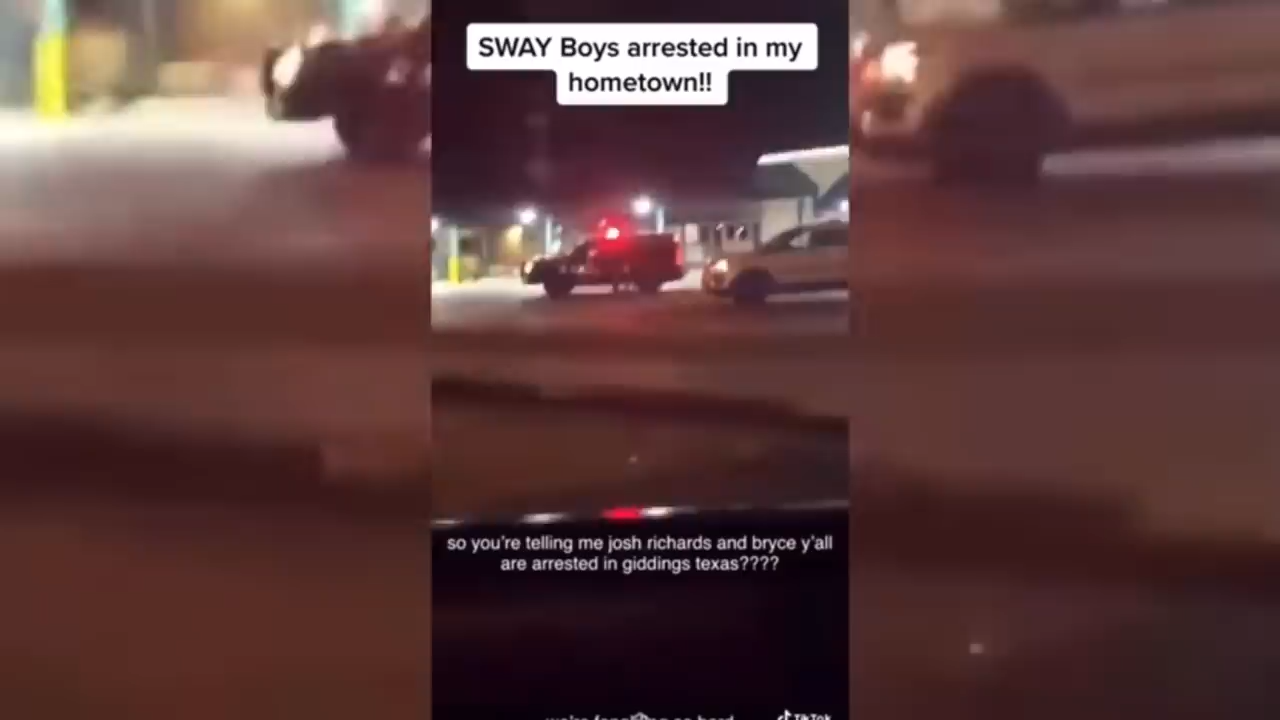 SWAY Boys arrested in my
hometown!!
so you're telling me josh richards and bryce y'all
are arrested in giddings texas????
TikTok